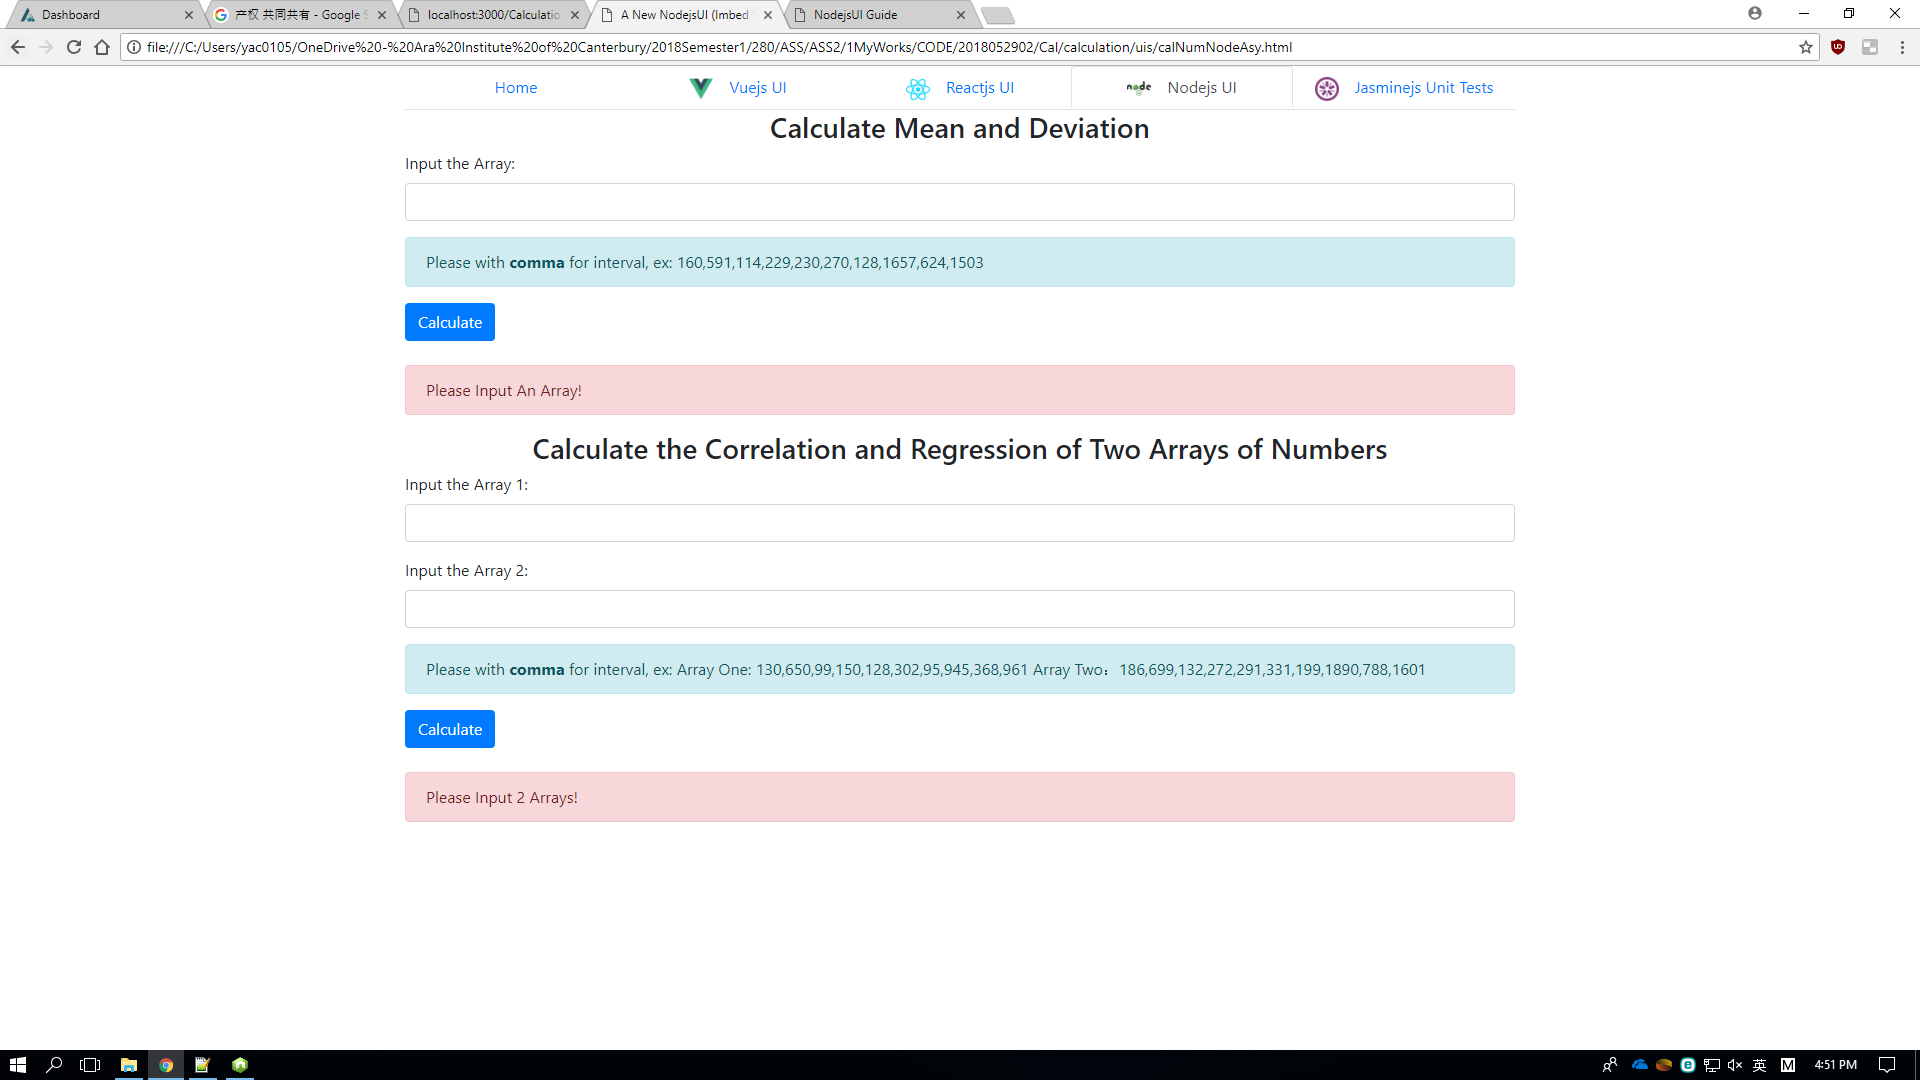 Dashboard
产权 共同共有 - Google S
localhost:3000/Calculatio
A New NodejsUI (Imbed
NodejsUI Guide
file:///C:/Users/yac0105/OneDrive%20-%20Ara%20Institute%20of%20Canterbury/2018Semester1/280/ASS/ASS2/1MyWorks/CODE/2018052902/Cal/calculation/uis/calNumNodeAsy.html
Home
Vuejs UI
Reactjs UI
node
Nodejs UI
Jasminejs Unit Tests
Calculate Mean and Deviation
Input the Array:
Please with comma for interval, ex: 160,591,114,229,230,270,128,1657,624,1503
Calculate
Please Input An Array!
Calculate the Correlation and Regression of Two Arrays of Numbers
Input the Array 1:
Input the Array 2:
Please with comma for interval, ex: Array One: 130,650,99,150,128,302,95,945,368,961 Array Two：186,699,132,272,291,331,199,1890,788,1601
Calculate
Please Input 2 Arrays!
英
M
4:51 PM